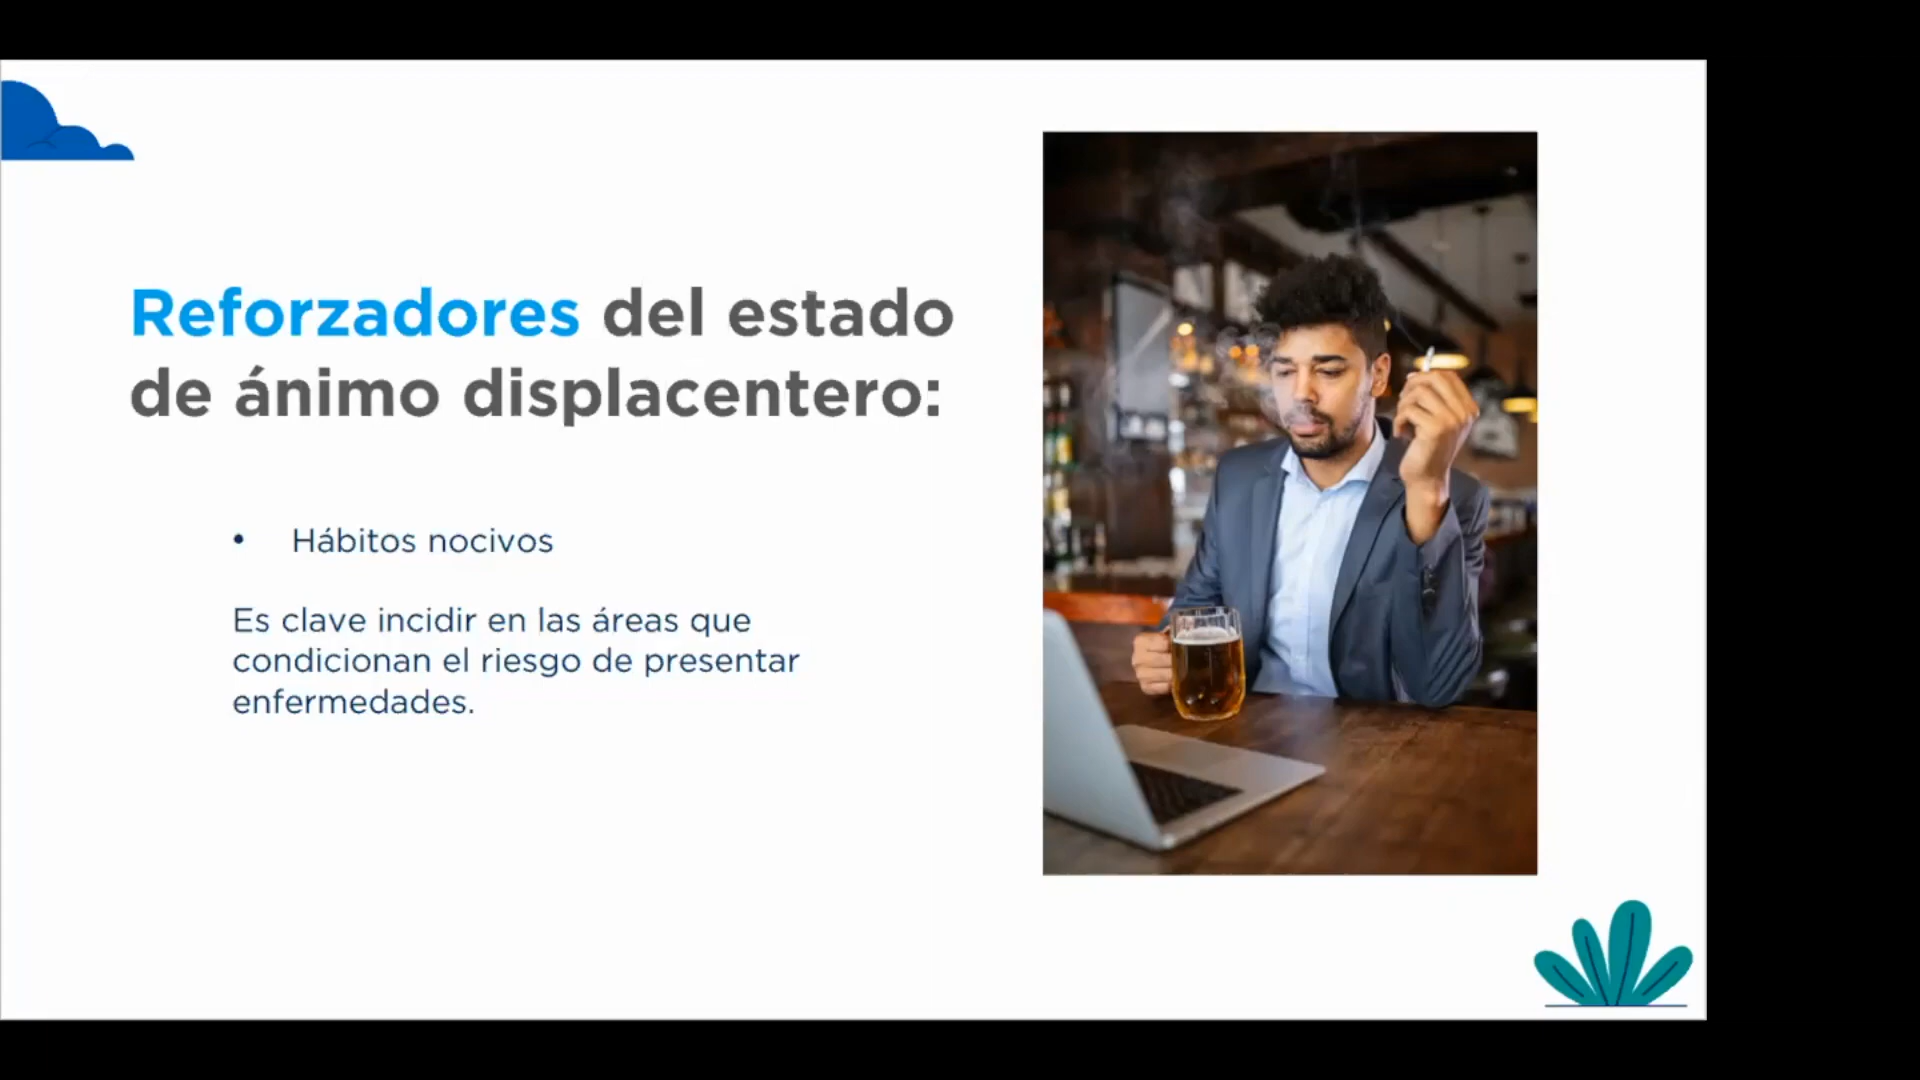 Reforzadores del estado
de ánimo displacentero:
• Hábitos nocivos
Es clave incidir en las áreas que
condicionan el riesgo de presentar
enfermedades.